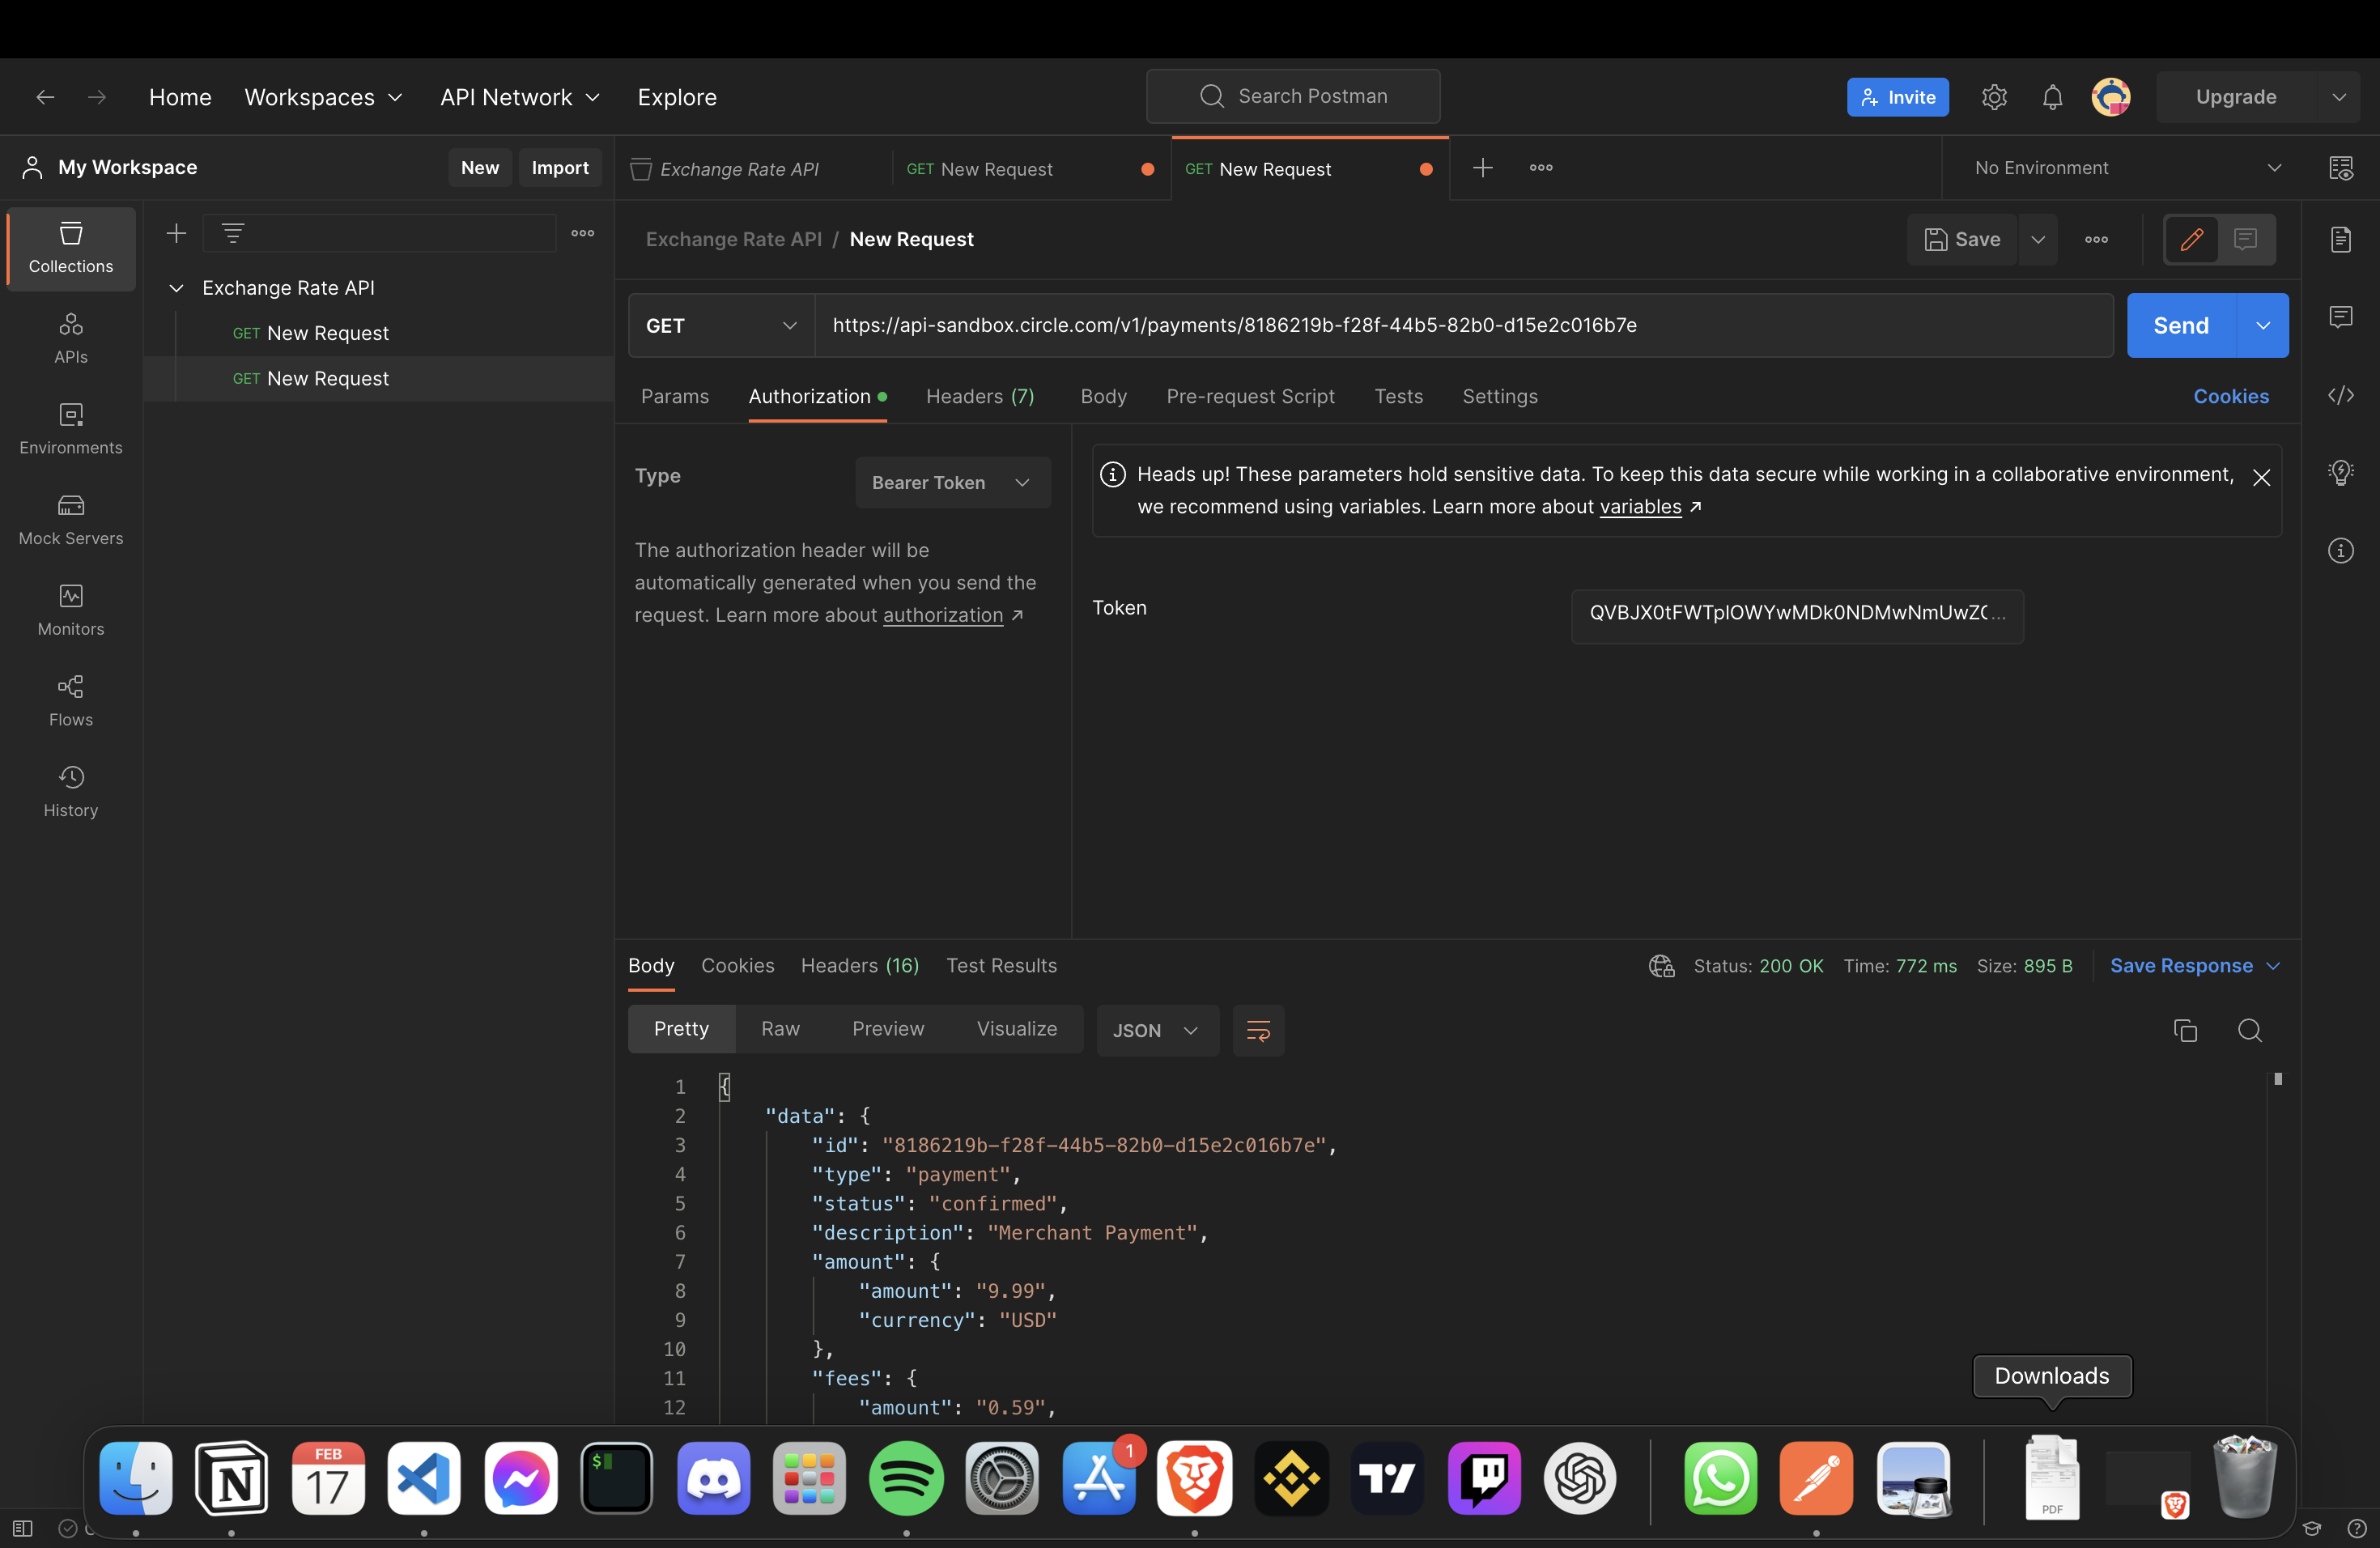 Home
Workspaces
API Network
Explore
Search Postman
Invite
Upgrade
My Workspace
New
Import
Exchange Rate API
GET New Request
GET New Request
No Environment
Collections
APIs
Environments
Mock Servers
Monitors
Flows
History
Exchange Rate API
GET New Request
GET New Request
Exchange Rate API / New Request
Save
GET
https://api-sandbox.circle.com/v1/payments/8186219b-f28f-44b5-82b0-d15e2c016b7e
Send
Params
Authorization
Headers (7)
Body
Pre-request Script
Tests
Settings
Cookies
Type
Bearer Token
The authorization header will be
automatically generated when you send the
request. Learn more about authorization
Heads up! These parameters hold sensitive data. To keep this data secure while working in a collaborative environment,
we recommend using variables. Learn more about variables
Token
Body
Cookies
Headers (16)
Test Results
Status: 200 OK
Time: 772 ms
Size: 895 B
Save Response
Pretty
Raw
Preview
Visualize
JSON
1 {
2 "data": {
3 "id": "8186219b-f28f-44b5-82b0-d15e2c016b7e",
4 "type": "payment",
5 "status": "confirmed",
6 "description": "Merchant Payment",
7 "amount": {
8 "amount": "9.99",
9 "currency": "USD"
10 },
11 "fees": {
12 "amount": "0.59",
Downloads
FEB
17
1
PDF